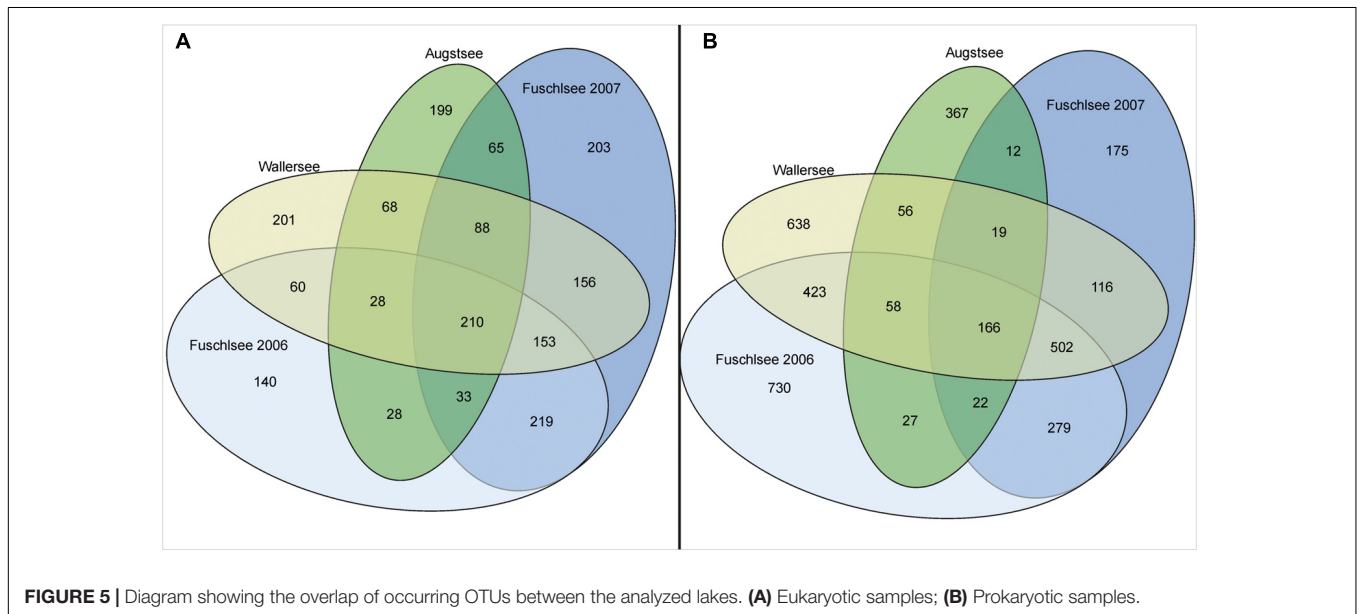 A
Augstsee
Fuschlsee 2007
199
65
203
Wallersee
68
201
88
156
60
28
210
153
Fuschlsee 2006
140
33
28
219
B
Augstsee
Fuschlsee 2007
367
12
175
Wallersee
56
638
19
116
423
58
166
502
Fuschlsee 2006
730
22
27
279
FIGURE 5 | Diagram showing the overlap of occurring OTUs between the analyzed lakes. (A) Eukaryotic samples; (B) Prokaryotic samples.